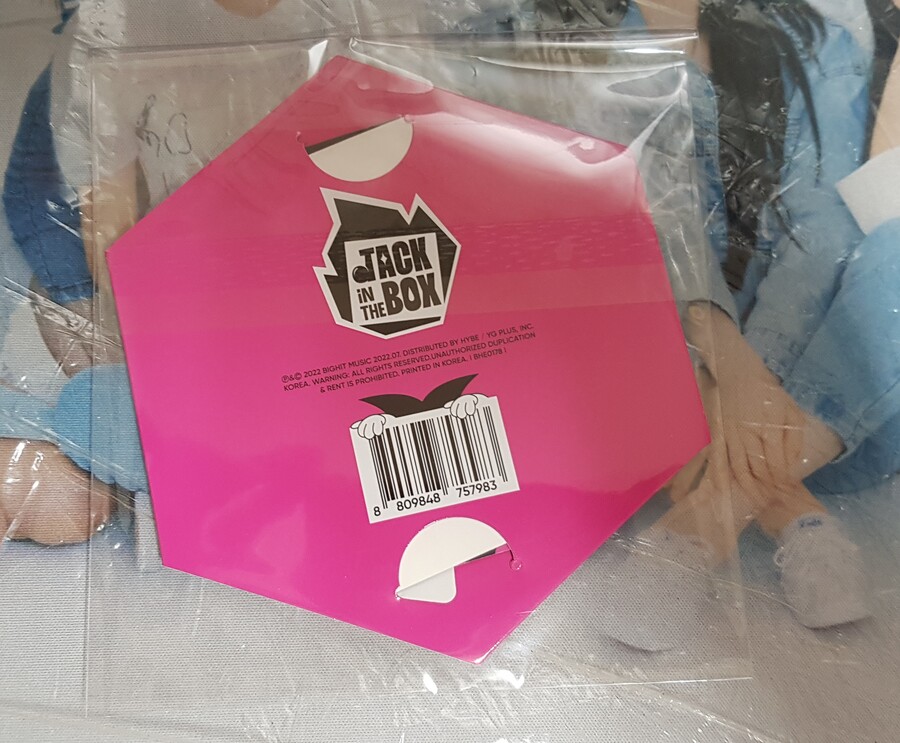 JACK
iN
THE BOX
℗&© 2022 BIGHIT MUSIC 2022.07. DISTRIBUTED BY HYBE / YG PLUS, INC.
KOREA. WARNING: ALL RIGHTS RESERVED.UNAUTHORIZED DUPLICATION
& RENT IS PROHIBITED. PRINTED IN KOREA. | BHE0178 |
8 809848 757983